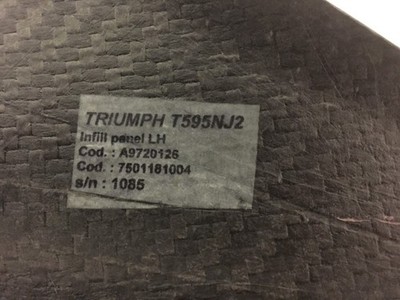 TRIUMPH T595NJ2
Infill panel LH
Cod. : A9720126
Cod. : 7501181004
s/n : 1085